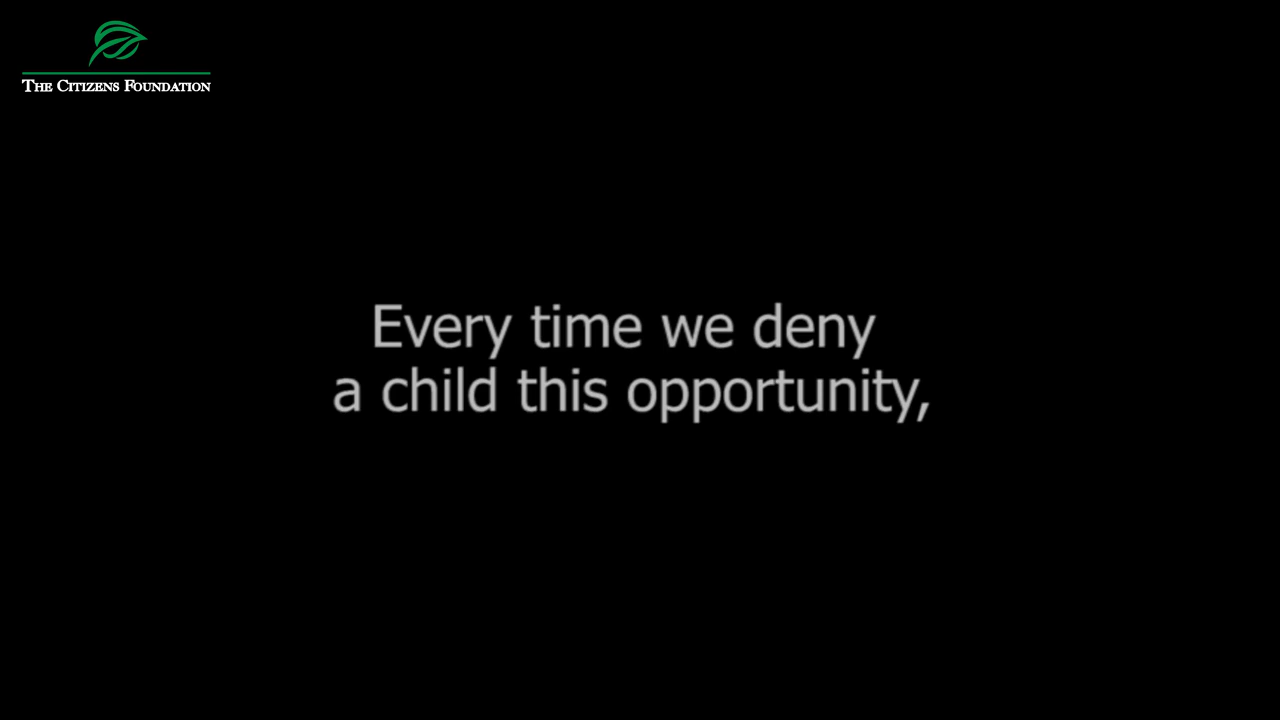 THE CITIZENS FOUNDATION
Every time we deny
a child this opportunity,